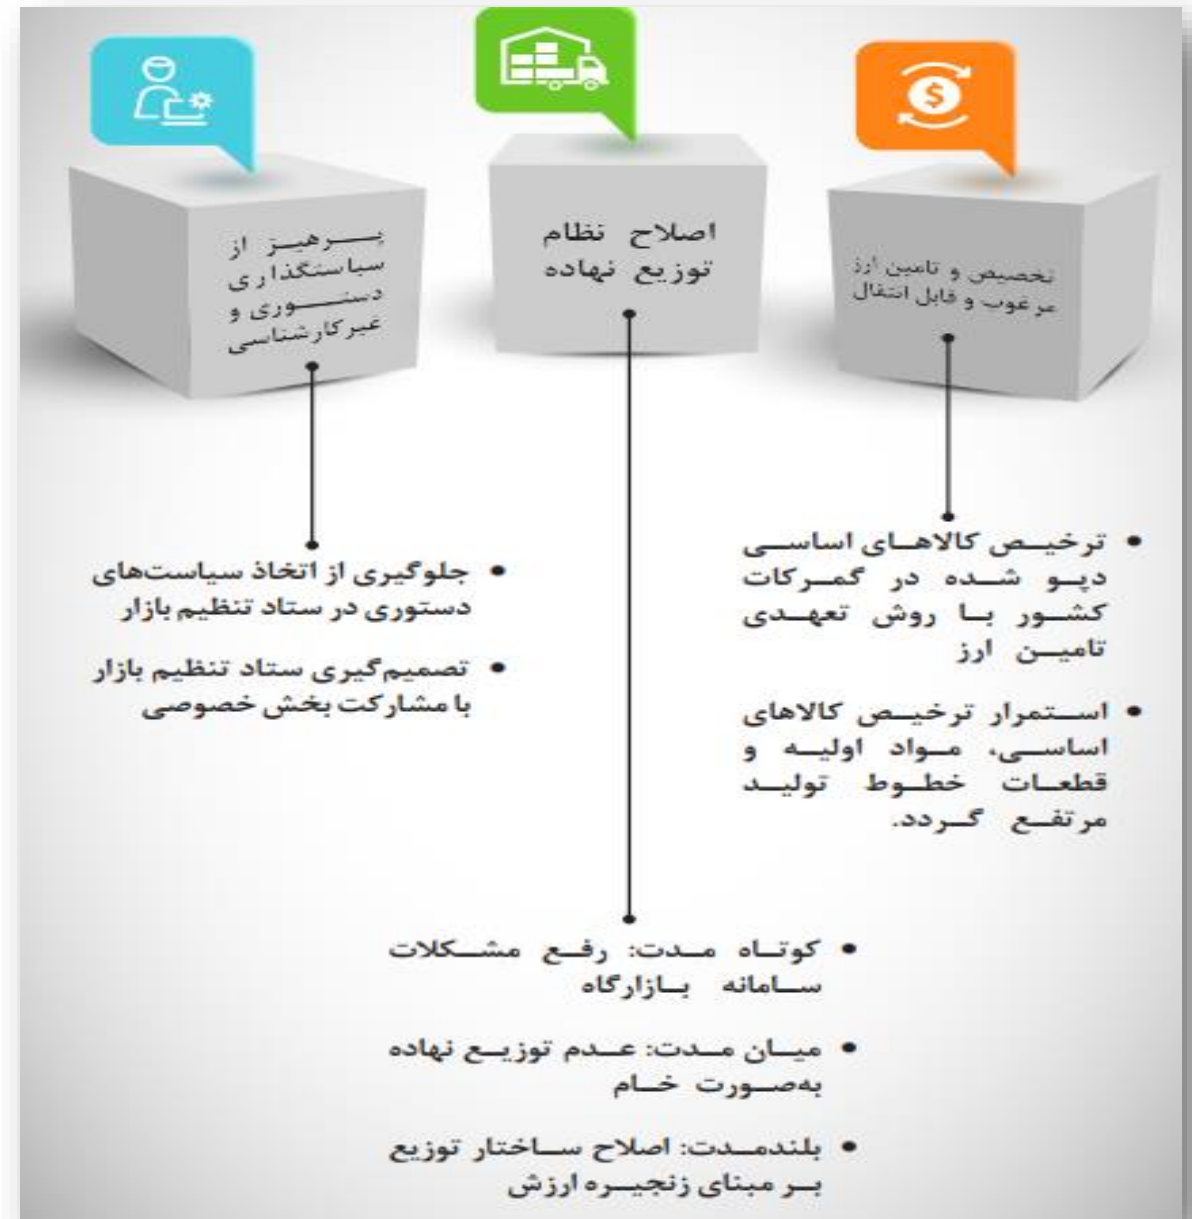 تخصیص و تامین ارز
مرغوب و قابل انتقال
ترخیص کالاهای اساسی
دپو شده در گمرکات
کشور با روش تعهدی
تامین ارز
استمرار ترخیص کالاهای
اساسی، مواد اولیه و
قطعات خطوط تولید
مرتفع گردد.
اصلاح نظام
توزیع نهاده
کوتاه مدت: رفع مشکلات
سامانه بازارگاه
میان مدت: عدم توزیع نهاده
به‌صورت خام
بلندمدت: اصلاح ساختار توزیع
بر مبنای زنجیره ارزش
پرهیز از
سیاستگذاری
دستوری و
غیرکارشناسی
جلوگیری از اتخاذ سیاست‌های
دستوری در ستاد تنظیم بازار
تصمیم‌گیری ستاد تنظیم بازار
با مشارکت بخش خصوصی